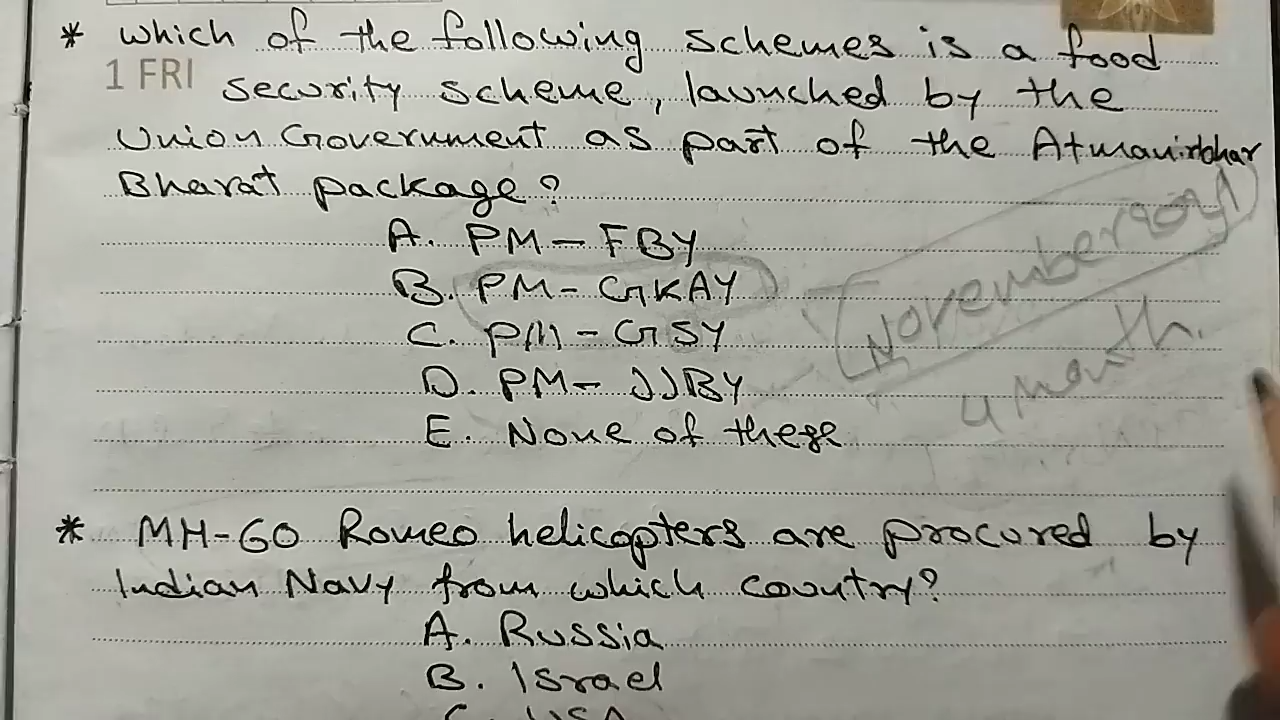 * Which of the following schemes is a food
1 FRI
security scheme, launched by the
Union Government as part of the Atmanirbhar
Bharat package?
A. PM-FBY
B. PM-GKAY
C. PM-GSY
D. PM-JJBY
E. None of these
November 2021
4 month.
* MH-60 Romeo helicopters are procured by
Indian Navy from which country?
A. Russia
B. Israel
C. USA